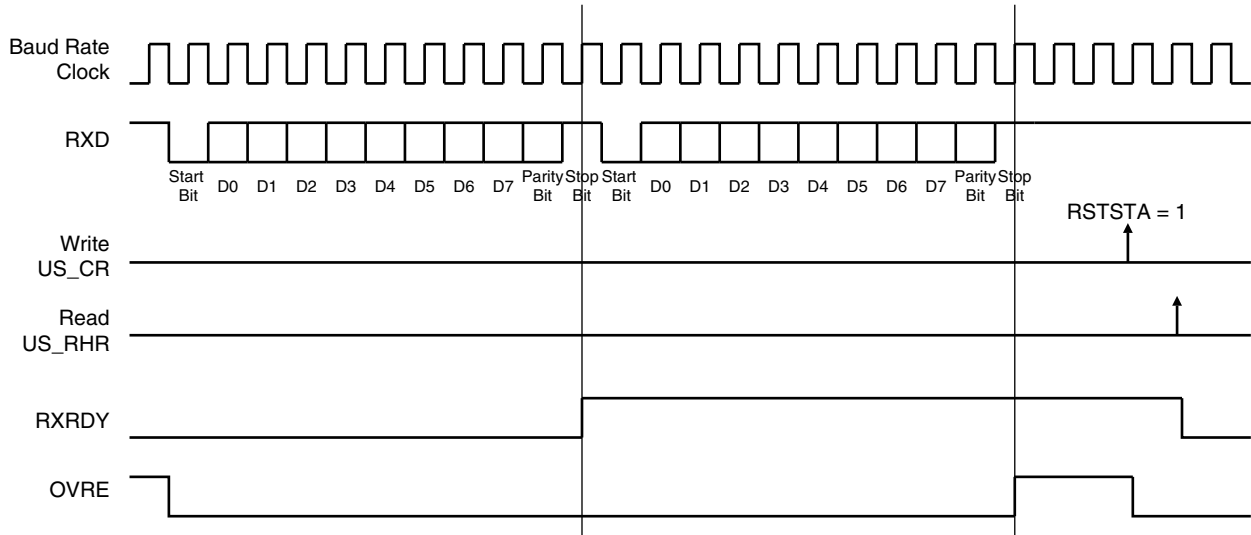 Baud Rate
Clock
RXD
Start
Bit
D0
D1
D2
D3
D4
D5
D6
D7
Parity
Bit
Stop
Bit
Start
Bit
D0
D1
D2
D3
D4
D5
D6
D7
Parity
Bit
Stop
Bit
RSTSTA = 1
Write
US_CR
Read
US_RHR
RXRDY
OVRE